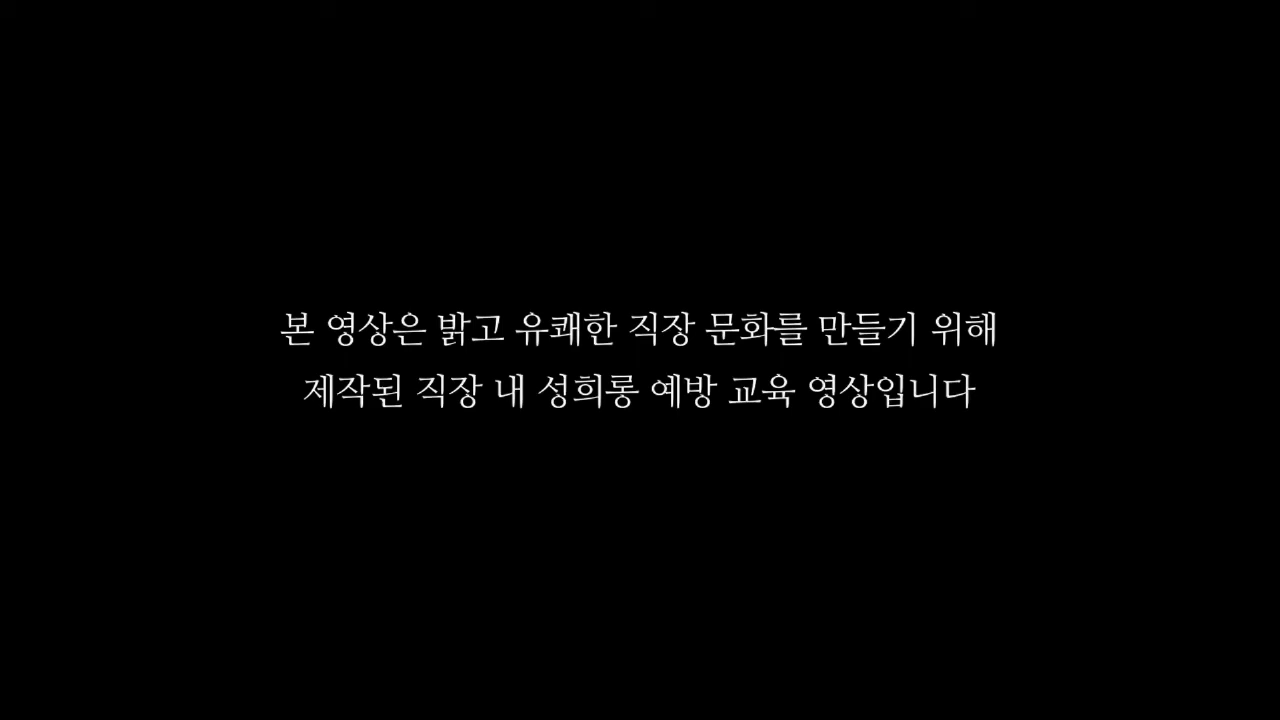 본 영상은 밝고 유쾌한 직장 문화를 만들기 위해
제작된 직장 내 성희롱 예방 교육 영상입니다